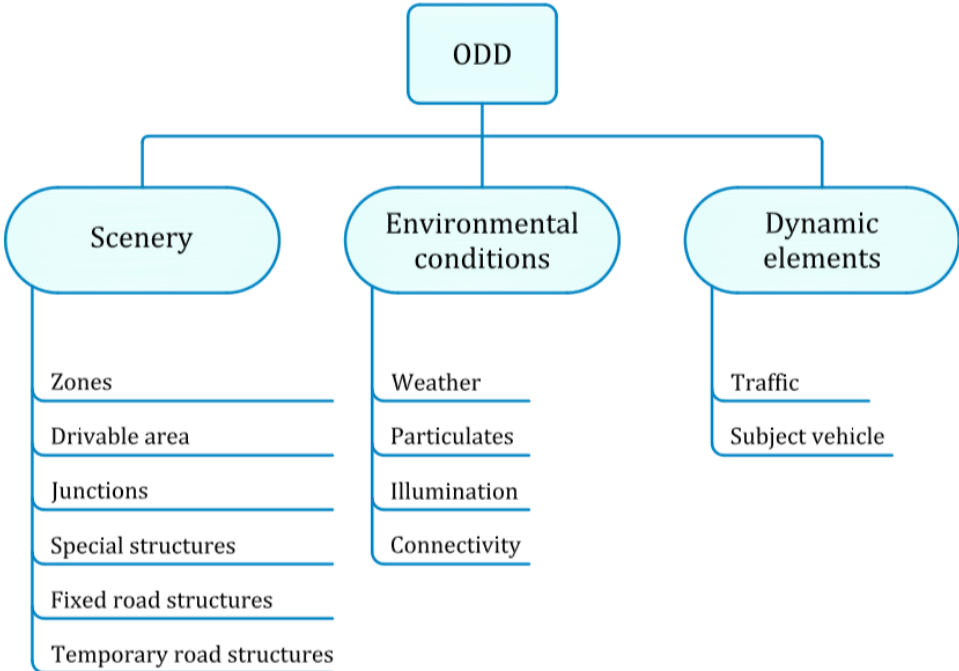 ODD
Scenery
Environmental
conditions
Dynamic
elements
Zones
Drivable area
Junctions
Special structures
Fixed road structures
Temporary road structures
Weather
Particulates
Illumination
Connectivity
Traffic
Subject vehicle